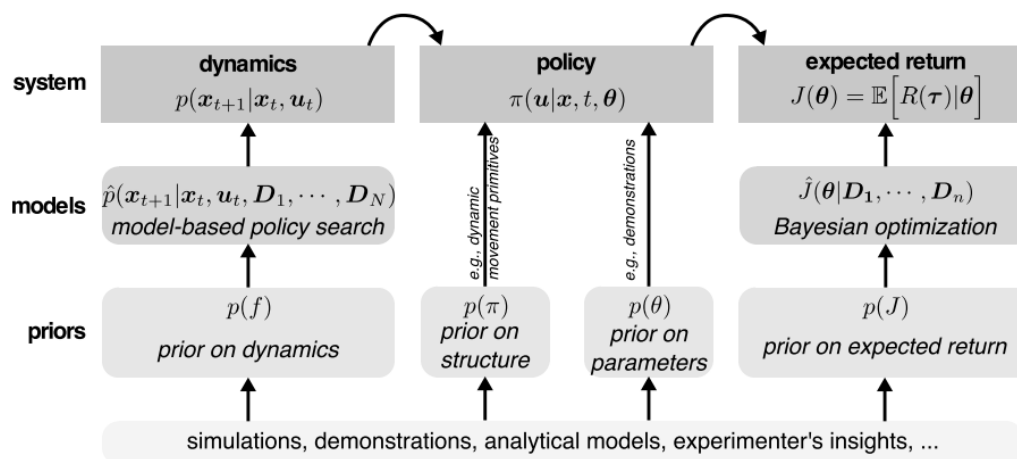 system
dynamics
p(x_{t+1}|x_t, u_t)
policy
π(u|x, t, θ)
expected return
J(θ) = 𝔼[R(τ)|θ]
models
p̂(x_{t+1}|x_t, u_t, D_1, ⋯ , D_N)
model-based policy search
e.g., dynamic
movement primitives
e.g., demonstrations
Ĵ(θ|D_1, ⋯ , D_n)
Bayesian optimization
priors
p(f)
prior on dynamics
p(π)
prior on
structure
p(θ)
prior on
parameters
p(J)
prior on expected return
simulations, demonstrations, analytical models, experimenter's insights, ...